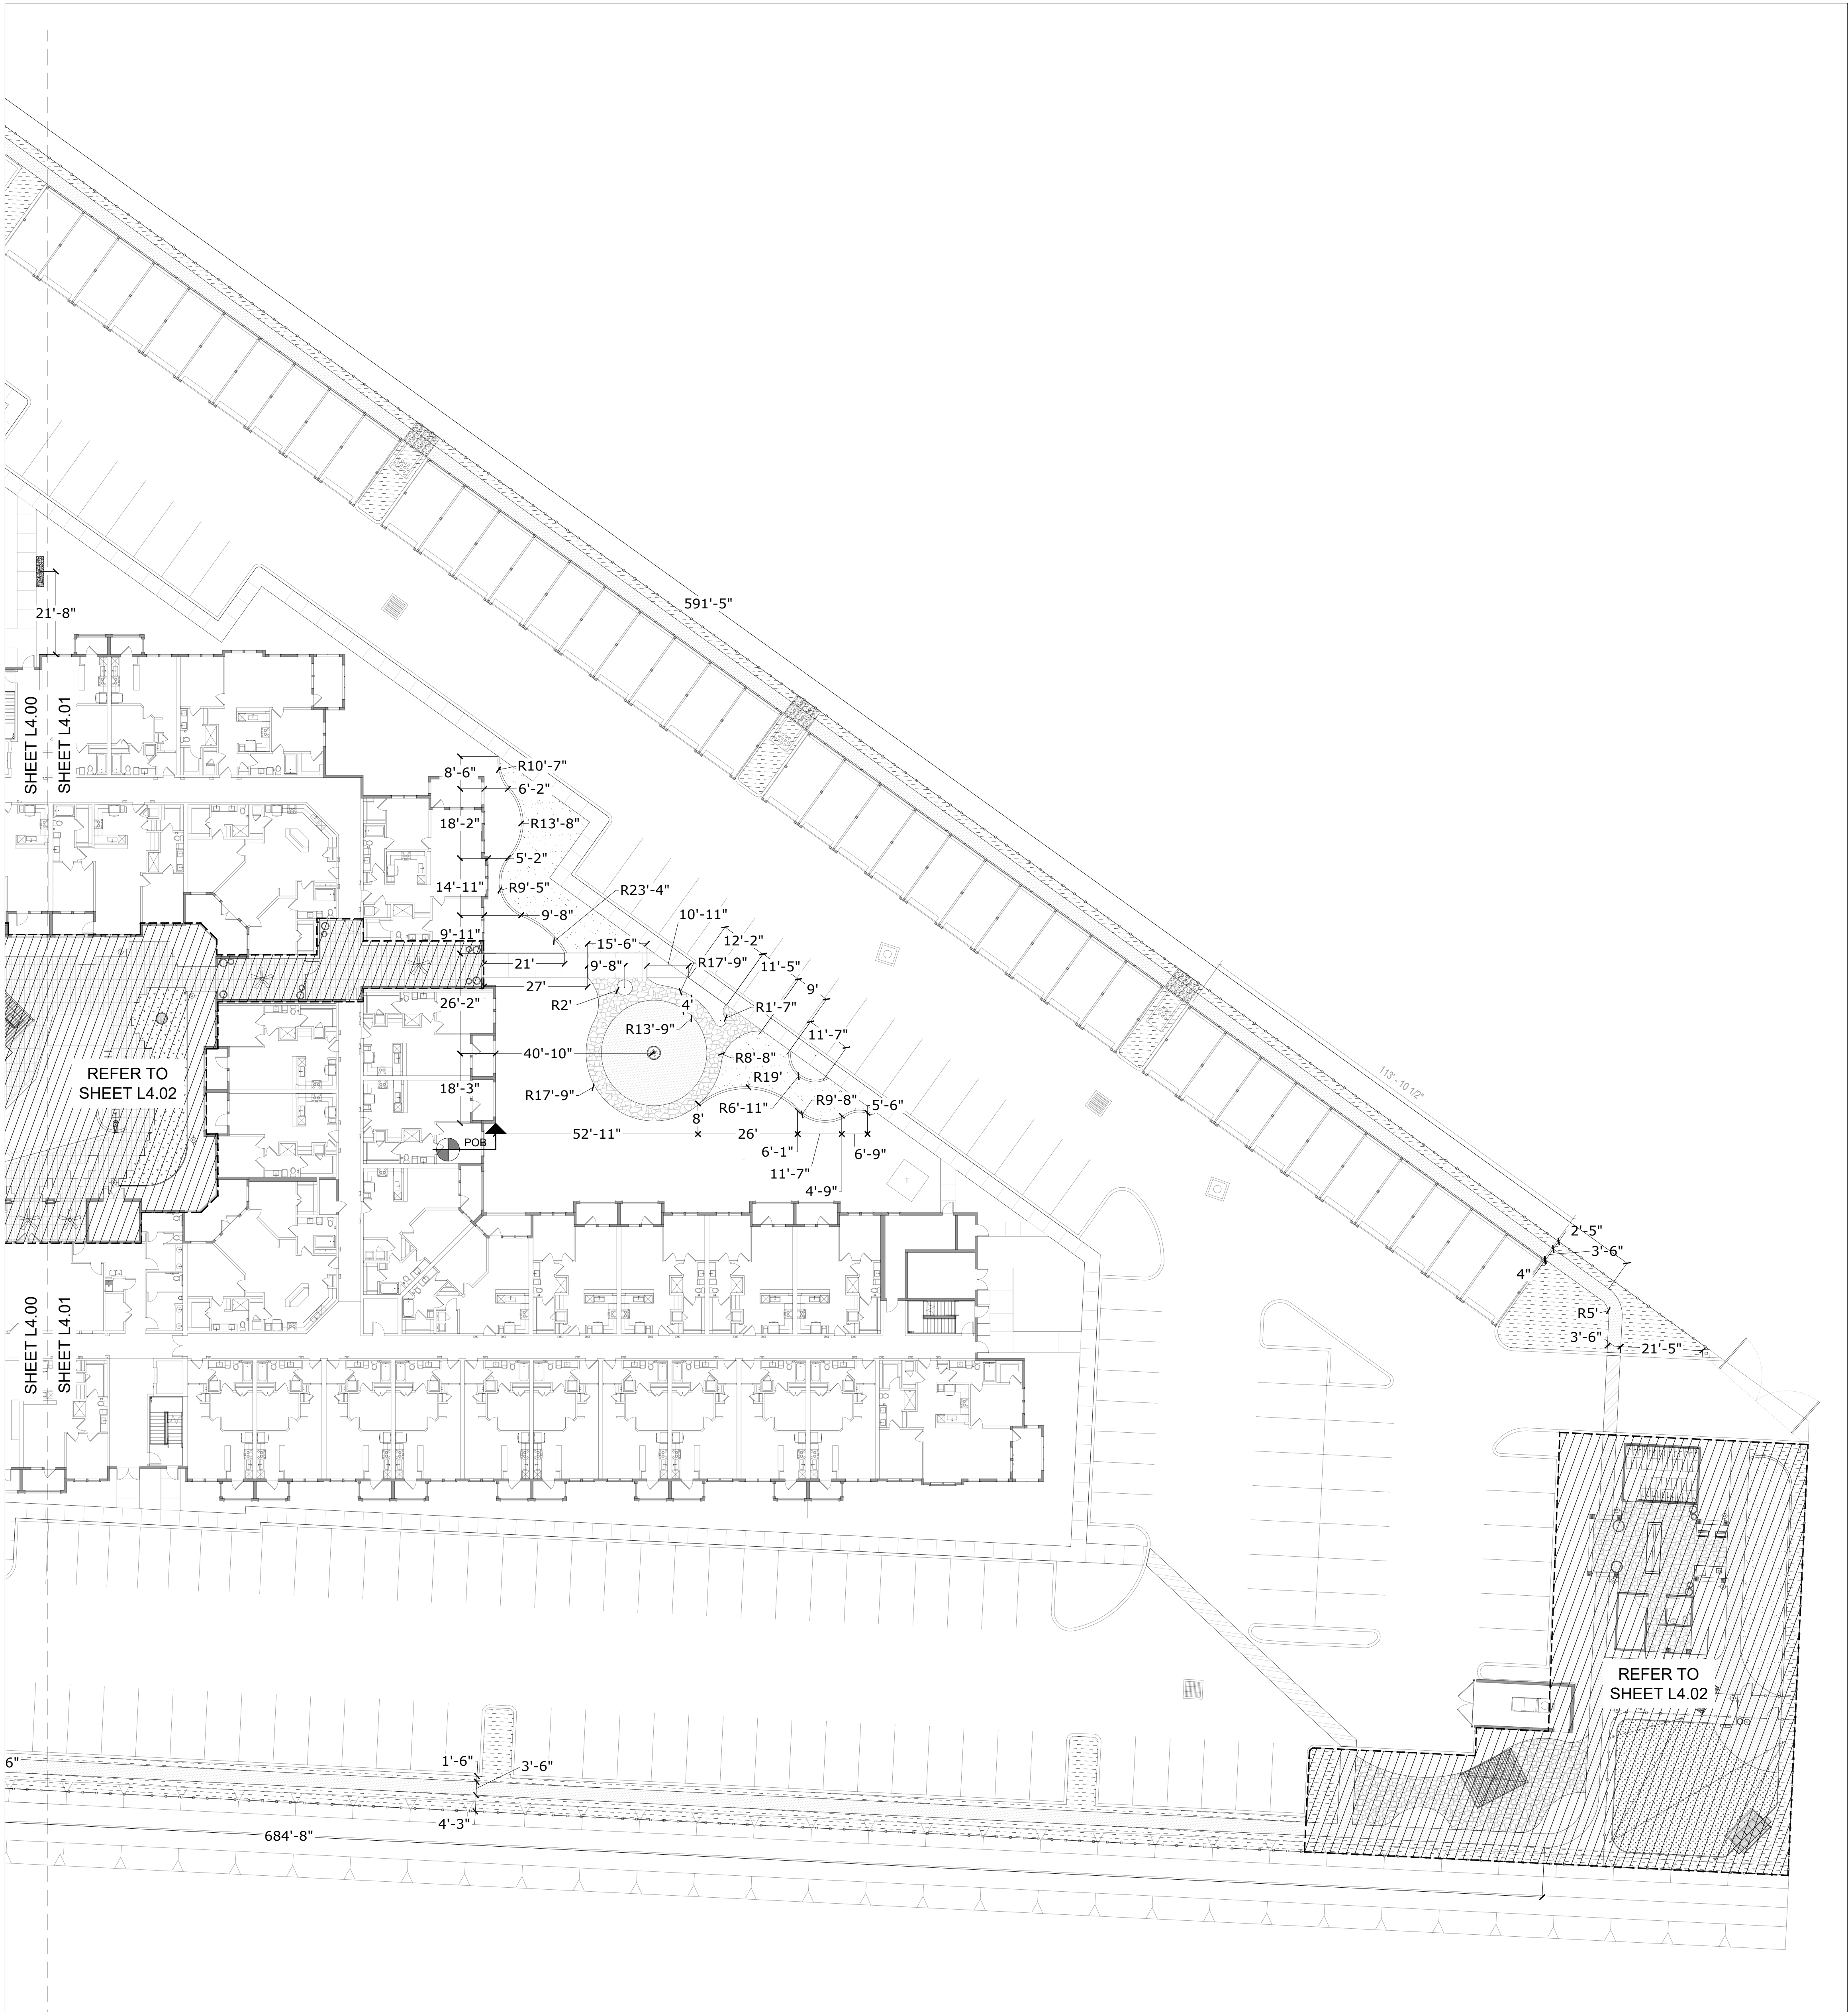 591'-5"
21'-8"
SHEET L4.00
SHEET L4.01
R10'-7"
8'-6"
6'-2"
18'-2"
R13'-8"
5'-2"
14'-11"
R9'-5"
R23'-4"
9'-8"
10'-11"
9'-11"
12'-2"
15'-6"
21'
9'-8"
R17'-9"
11'-5"
27'
9'
26'-2"
R2'
4'
R1'-7"
R13'-9"
11'-7"
40'-10"
R8'-8"
REFER TO
SHEET L4.02
18'-3"
R17'-9"
R19'
R6'-11"
R9'-8"
5'-6"
8'
POB
52'-11"
26'
6'-1"
6'-9"
11'-7"
4'-9"
113' - 10 1/2"
2'-5"
3'-6"
4"
R5'
3'-6"
21'-5"
SHEET L4.00
SHEET L4.01
REFER TO
SHEET L4.02
6"
1'-6"
3'-6"
4'-3"
684'-8"